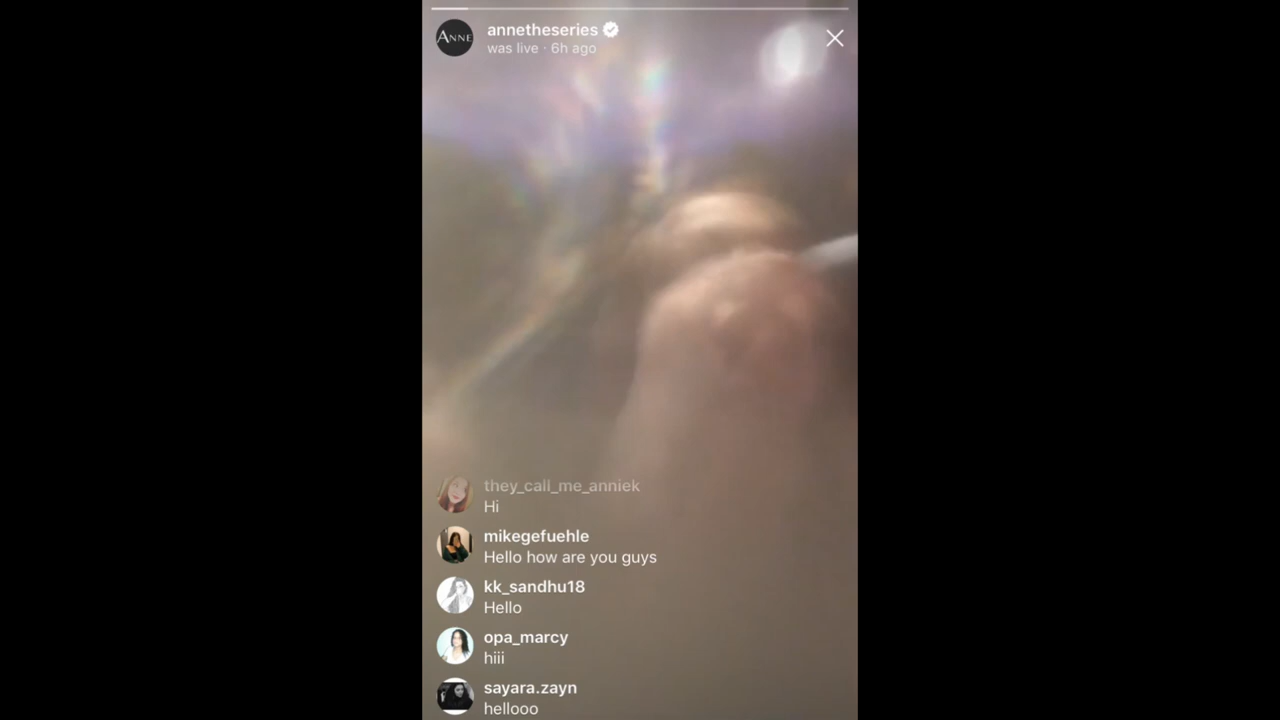 ANNE
annetheseries
was live · 6h ago
they_call_me_anniek
Hi
mikegefuehle
Hello how are you guys
kk_sandhu18
Hello
opa_marcy
hiii
sayara.zayn
hellooo